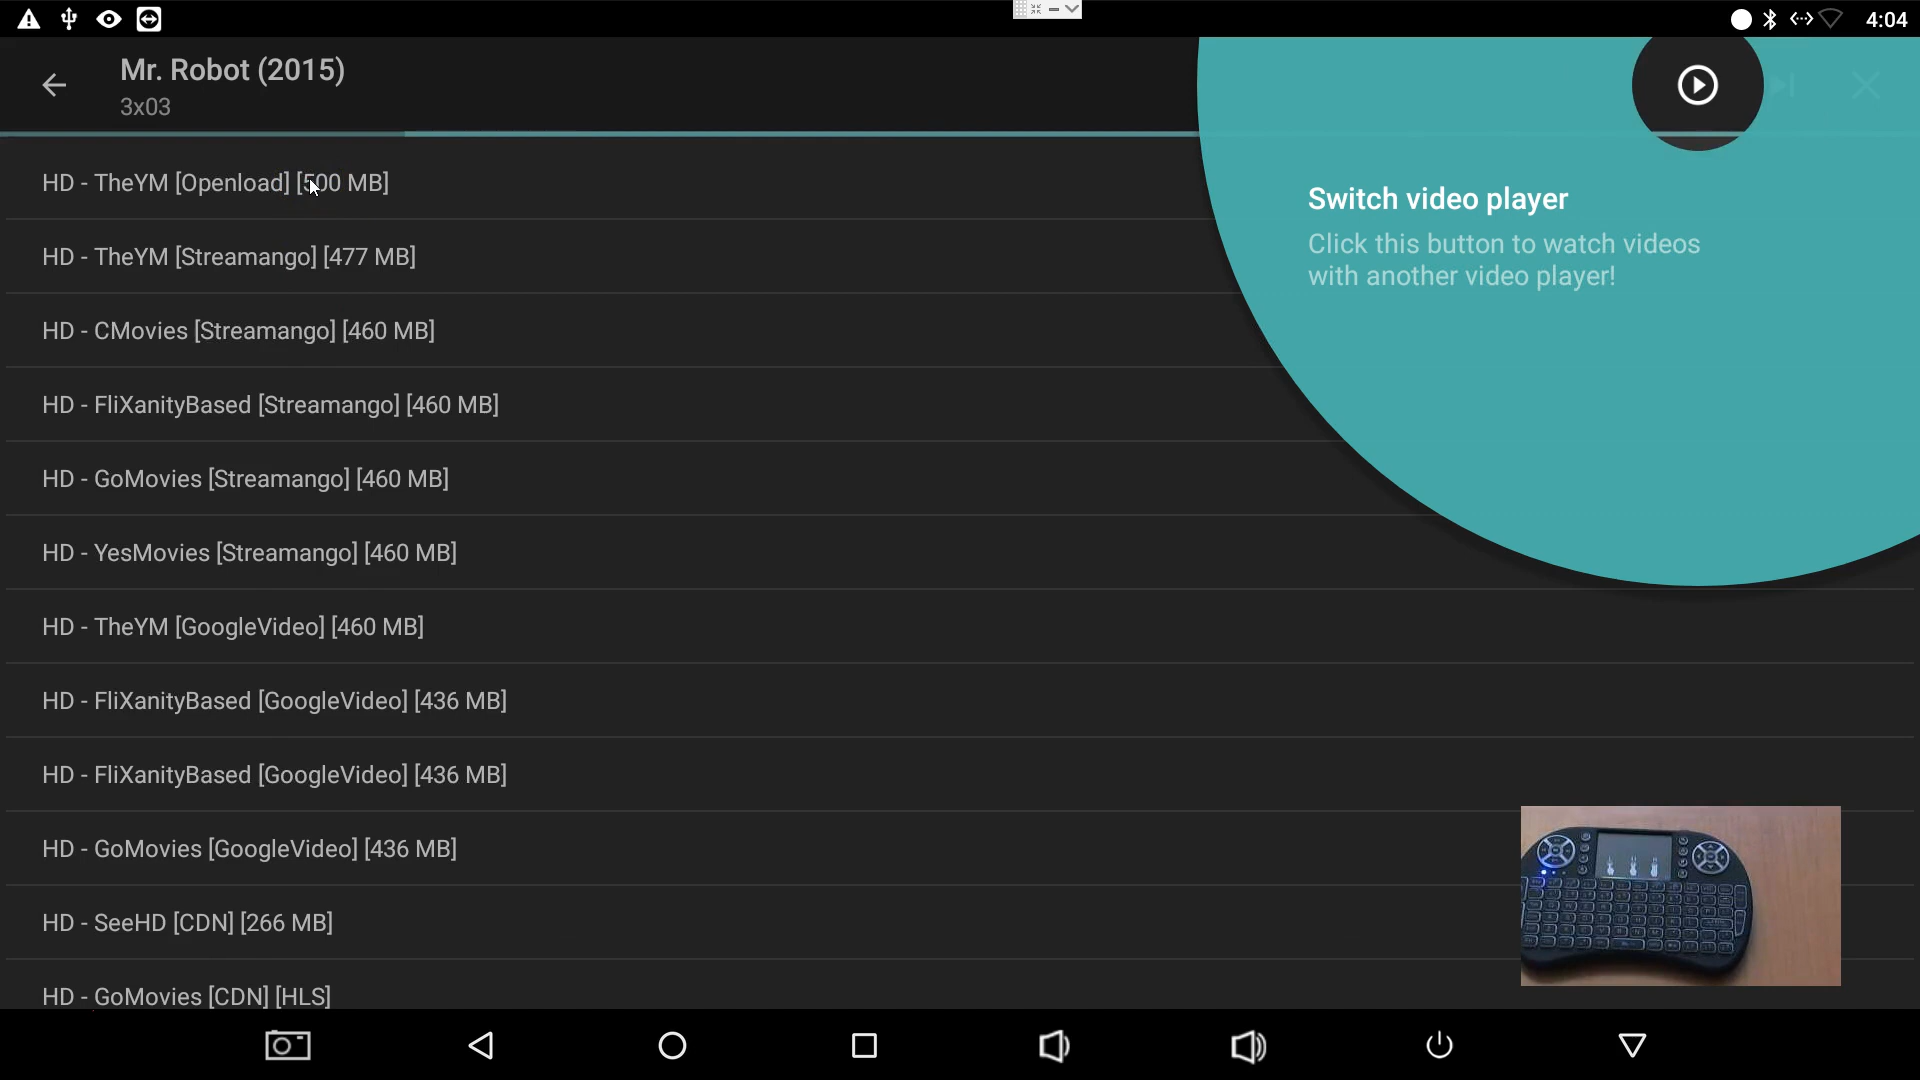 4:04
Mr. Robot (2015)
3x03
HD - TheYM [Openload] [500 MB]
HD - TheYM [Streamango] [477 MB]
HD - CMovies [Streamango] [460 MB]
HD - FliXanityBased [Streamango] [460 MB]
HD - GoMovies [Streamango] [460 MB]
HD - YesMovies [Streamango] [460 MB]
HD - TheYM [GoogleVideo] [460 MB]
HD - FliXanityBased [GoogleVideo] [436 MB]
HD - FliXanityBased [GoogleVideo] [436 MB]
HD - GoMovies [GoogleVideo] [436 MB]
HD - SeeHD [CDN] [266 MB]
HD - GoMovies [CDN] [HLS]
Switch video player
Click this button to watch videos
with another video player!